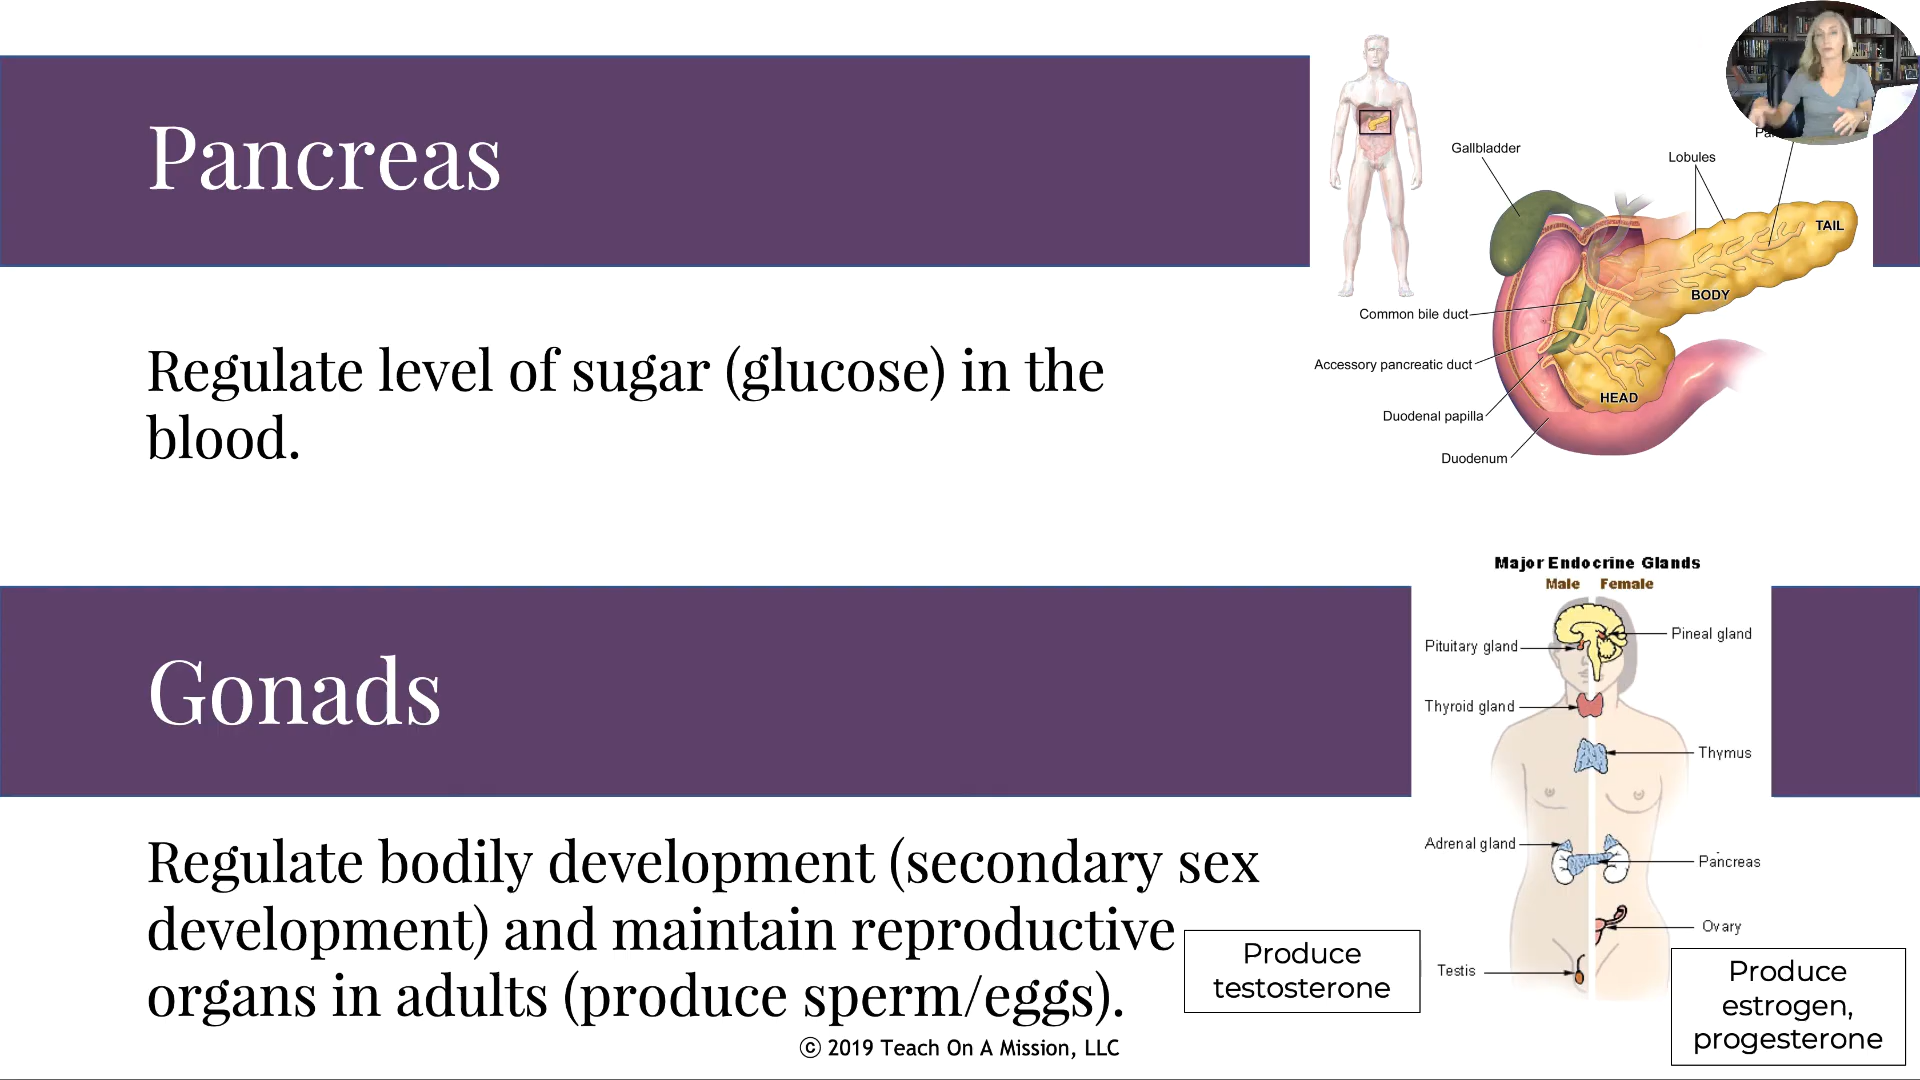 Pancreas
Gallbladder
Lobules
TAIL
BODY
Common bile duct
Accessory pancreatic duct
HEAD
Duodenal papilla
Duodenum
Regulate level of sugar (glucose) in the
blood.
Major Endocrine Glands
Male Female
Gonads
Pituitary gland
Pineal gland
Thyroid gland
Thymus
Adrenal gland
Pancreas
Ovary
Testis
Regulate bodily development (secondary sex
development) and maintain reproductive
organs in adults (produce sperm/eggs).
Produce
testosterone
Produce
estrogen,
progesterone
© 2019 Teach On A Mission, LLC